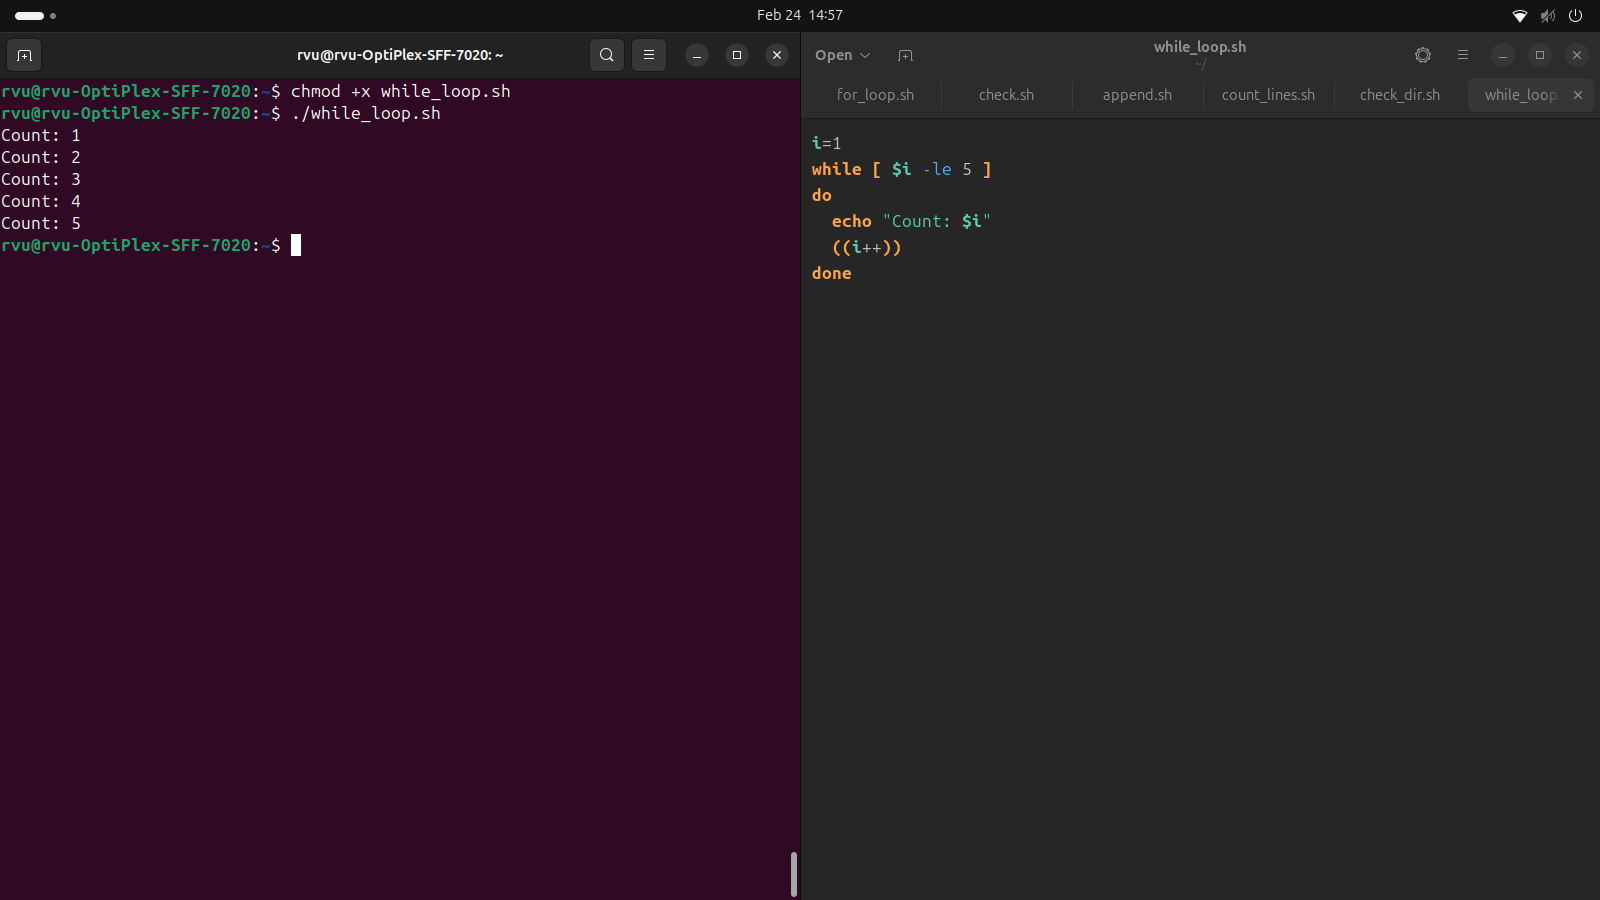 Feb 24 14:57
rvu@rvu-OptiPlex-SFF-7020: ~
rvu@rvu-OptiPlex-SFF-7020:~$ chmod +x while_loop.sh
rvu@rvu-OptiPlex-SFF-7020:~$ ./while_loop.sh
Count: 1
Count: 2
Count: 3
Count: 4
Count: 5
rvu@rvu-OptiPlex-SFF-7020:~$
Open
while_loop.sh
~/
for_loop.sh check.sh append.sh count_lines.sh check_dir.sh while_loop
i=1
while [ $i -le 5 ]
do
  echo "Count: $i"
  ((i++))
done